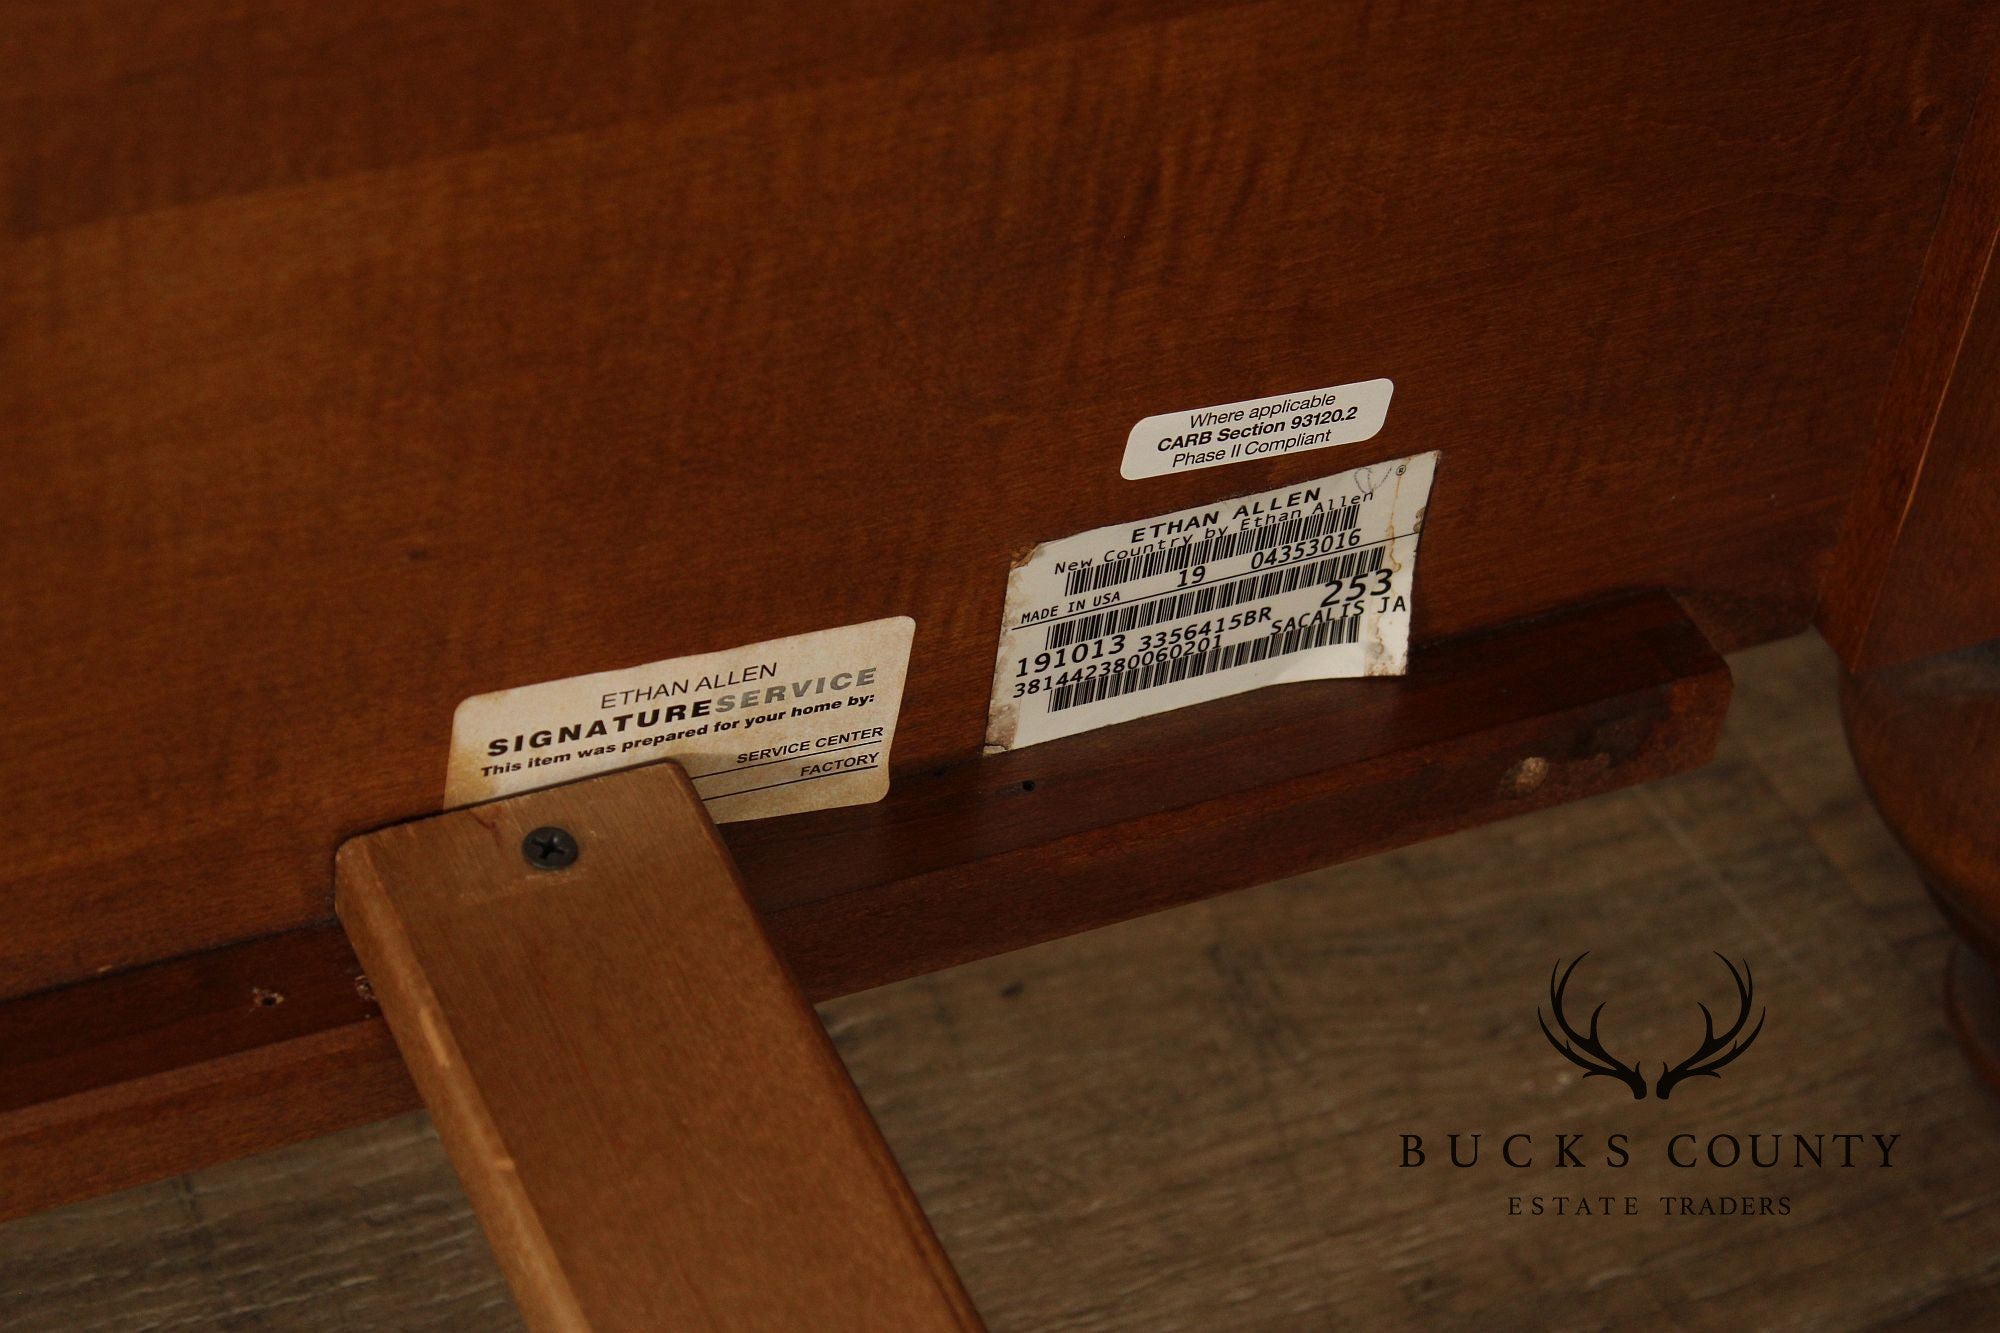 Where applicable
CARB Section 93120.2
Phase II Compliant
ETHAN ALLEN ®
New Country by Ethan Allen
19 04353016
MADE IN USA
253
191013 3356415BR SACALIS JA
381442380060201
ETHAN ALLEN
SIGNATURESERVICE
This item was prepared for your home by:
SERVICE CENTER
FACTORY
BUCKS COUNTY
ESTATE TRADERS